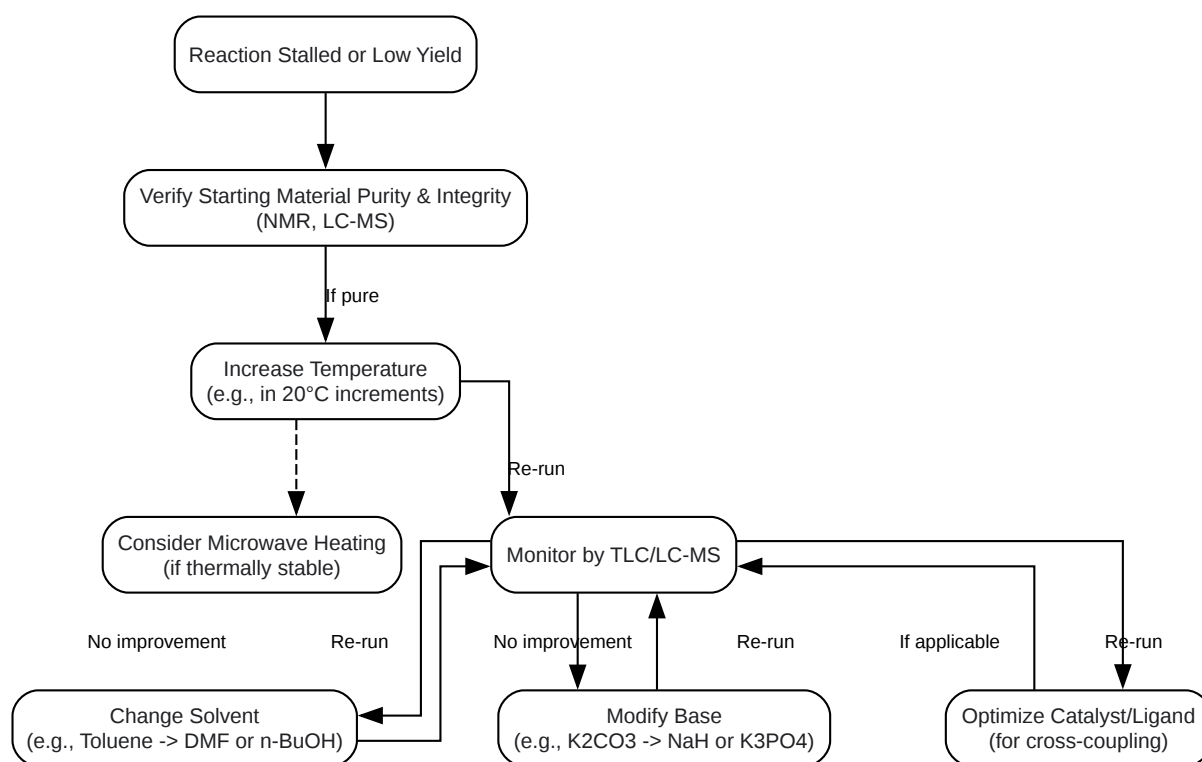 Reaction Stalled or Low Yield
Verify Starting Material Purity & Integrity
(NMR, LC-MS)
If pure
Increase Temperature
(e.g., in 20°C increments)
Re-run
Consider Microwave Heating
(if thermally stable)
Monitor by TLC/LC-MS
No improvement
Re-run
No improvement
Re-run
If applicable
Re-run
Change Solvent
(e.g., Toluene -> DMF or n-BuOH)
Modify Base
(e.g., K2CO3 -> NaH or K3PO4)
Optimize Catalyst/Ligand
(for cross-coupling)